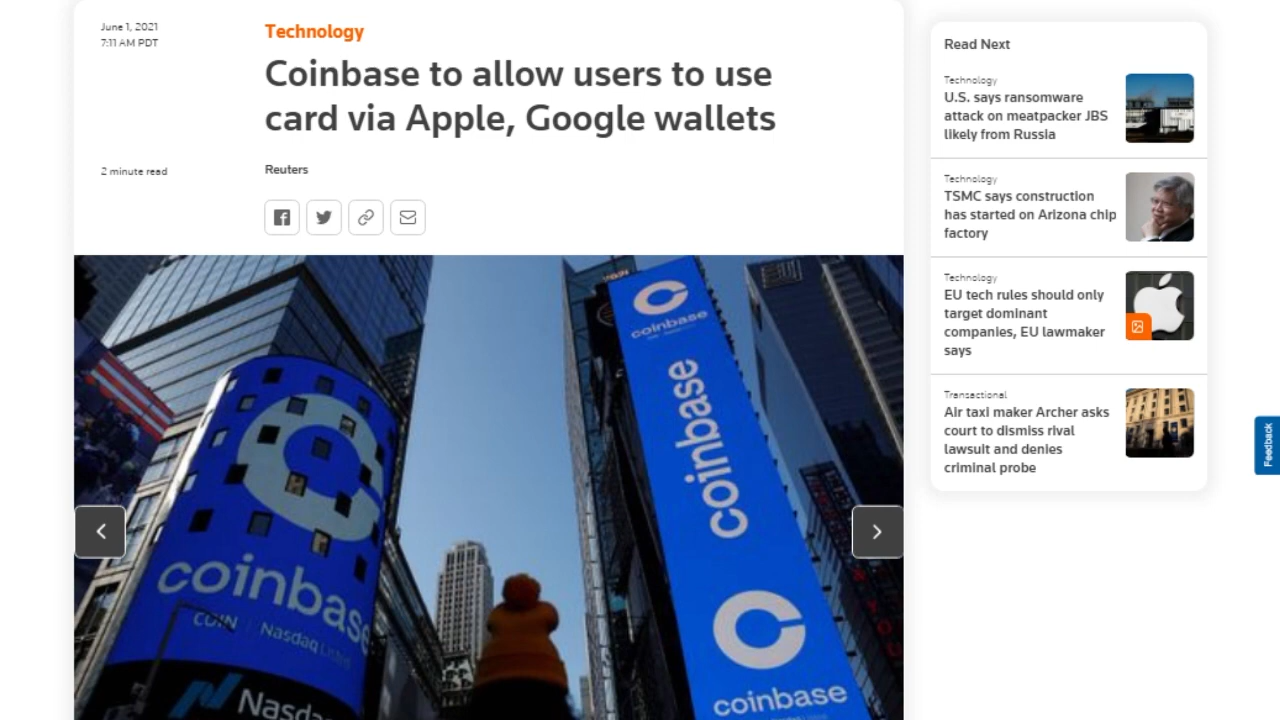 June 1, 2021
7:11 AM PDT
Technology
Coinbase to allow users to use
card via Apple, Google wallets
2 minute read
Reuters
coinbase
COIN | Nasdaq Listed
Nasda
coinbase
coinbase
coinbase
Read Next
Technology
U.S. says ransomware
attack on meatpacker JBS
likely from Russia
Technology
TSMC says construction
has started on Arizona chip
factory
Technology
EU tech rules should only
target dominant
companies, EU lawmaker
says
Transactional
Air taxi maker Archer asks
court to dismiss rival
lawsuit and denies
criminal probe
Feedback